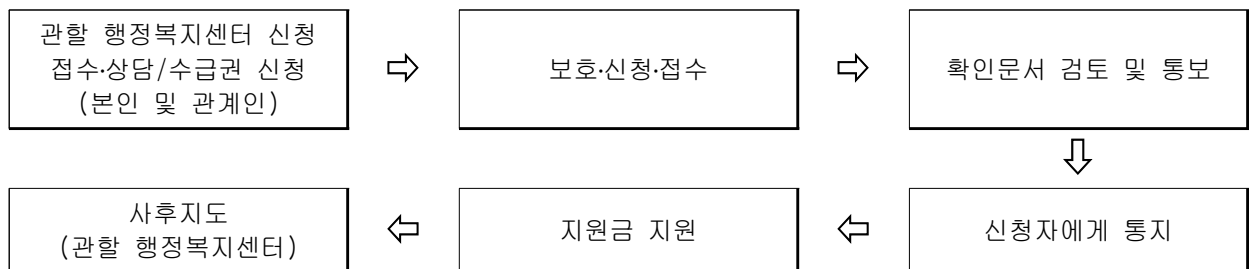 관할 행정복지센터 신청
접수·상담/수급권 신청
(본인 및 관계인)
보호·신청·접수
확인문서 검토 및 통보
신청자에게 통지
지원금 지원
사후지도
(관할 행정복지센터)